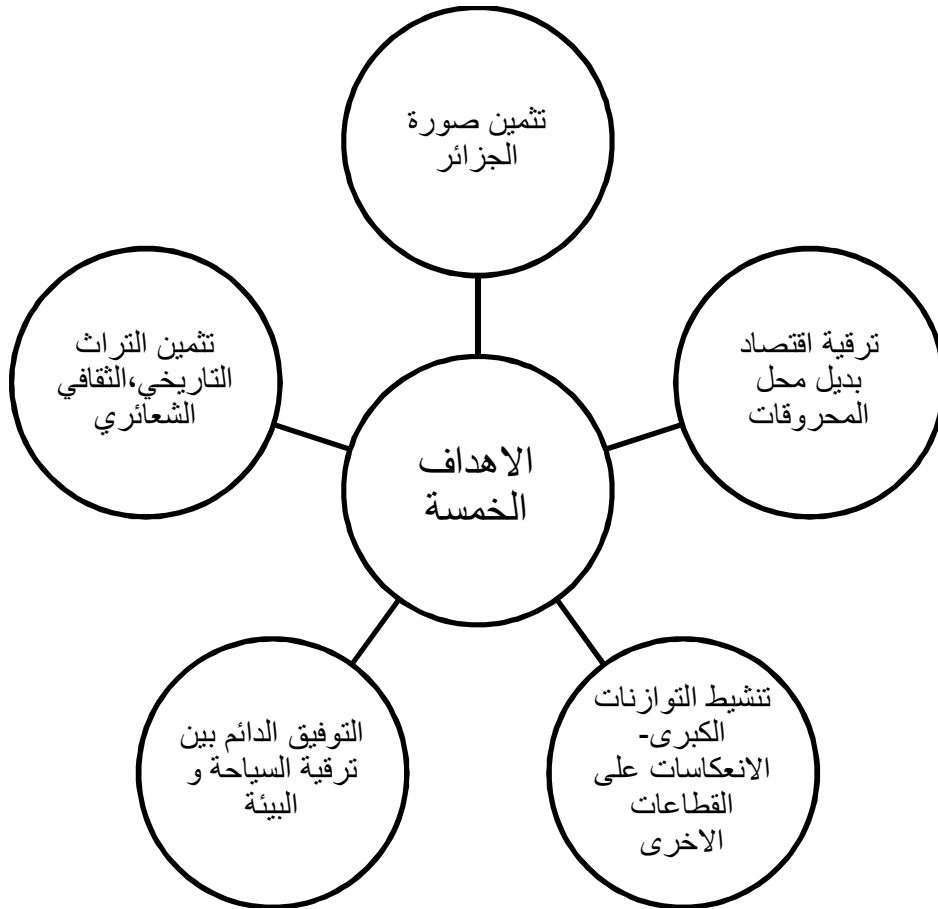 تثمين صورة
الجزائر
ترقية اقتصاد
بديل محل
المحروقات
تثمين التراث
التاريخي،الثقافي
الشعائري
الاهداف
الخمسة
تنشيط التوازنات
الكبرى-
الانعكاسات على
القطاعات
الاخرى
التوفيق الدائم بين
ترقية السياحة و
البيئة